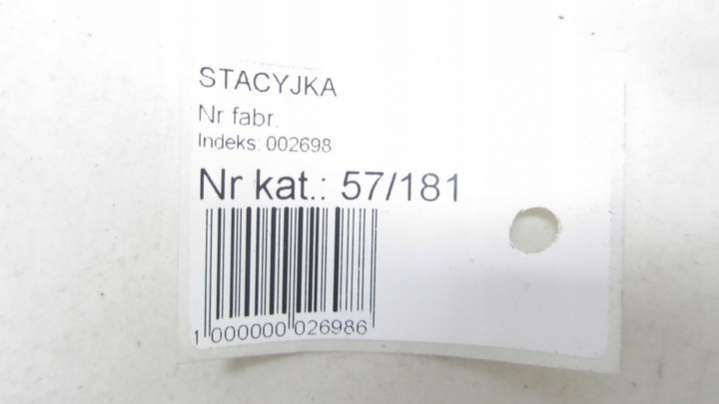 STACYJKA
Nr fabr.
Indeks: 002698
Nr kat.: 57/181
1 000000 026986